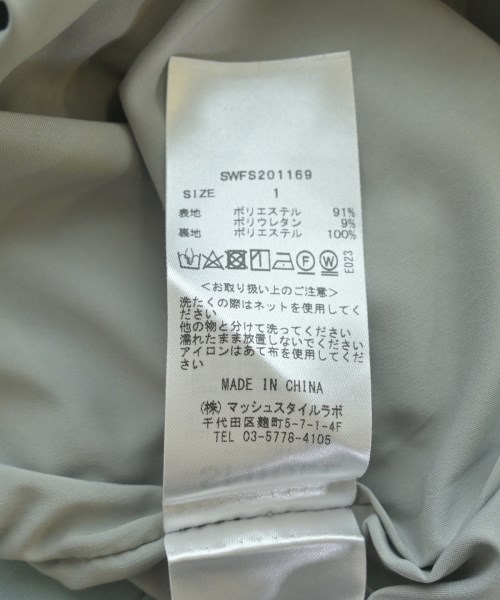 SWFS201169
SIZE 1
表地 ポリエステル 91%
ポリウレタン 9%
裏地 ポリエステル 100%
F W E023
<お取り扱い上のご注意>
洗たくの際はネットを使用してく
ださい
他の物と分けて洗ってください
濡れたまま放置しないでください
アイロンはあて布を使用してくだ
さい
MADE IN CHINA
(株) マッシュスタイルラボ
千代田区麹町5-7-1-4F
TEL 03-5778-4105